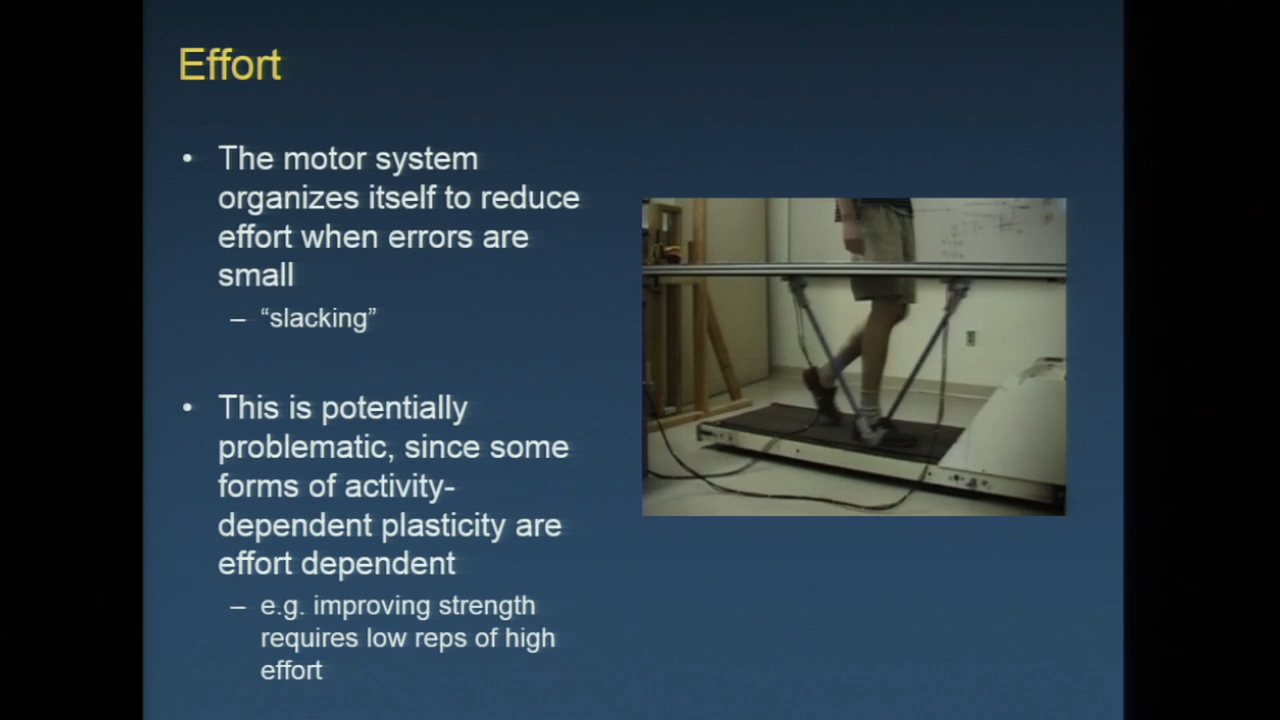 Effort
• The motor system
organizes itself to reduce
effort when errors are
small
– “slacking”
• This is potentially
problematic, since some
forms of activity-
dependent plasticity are
effort dependent
– e.g. improving strength
requires low reps of high
effort